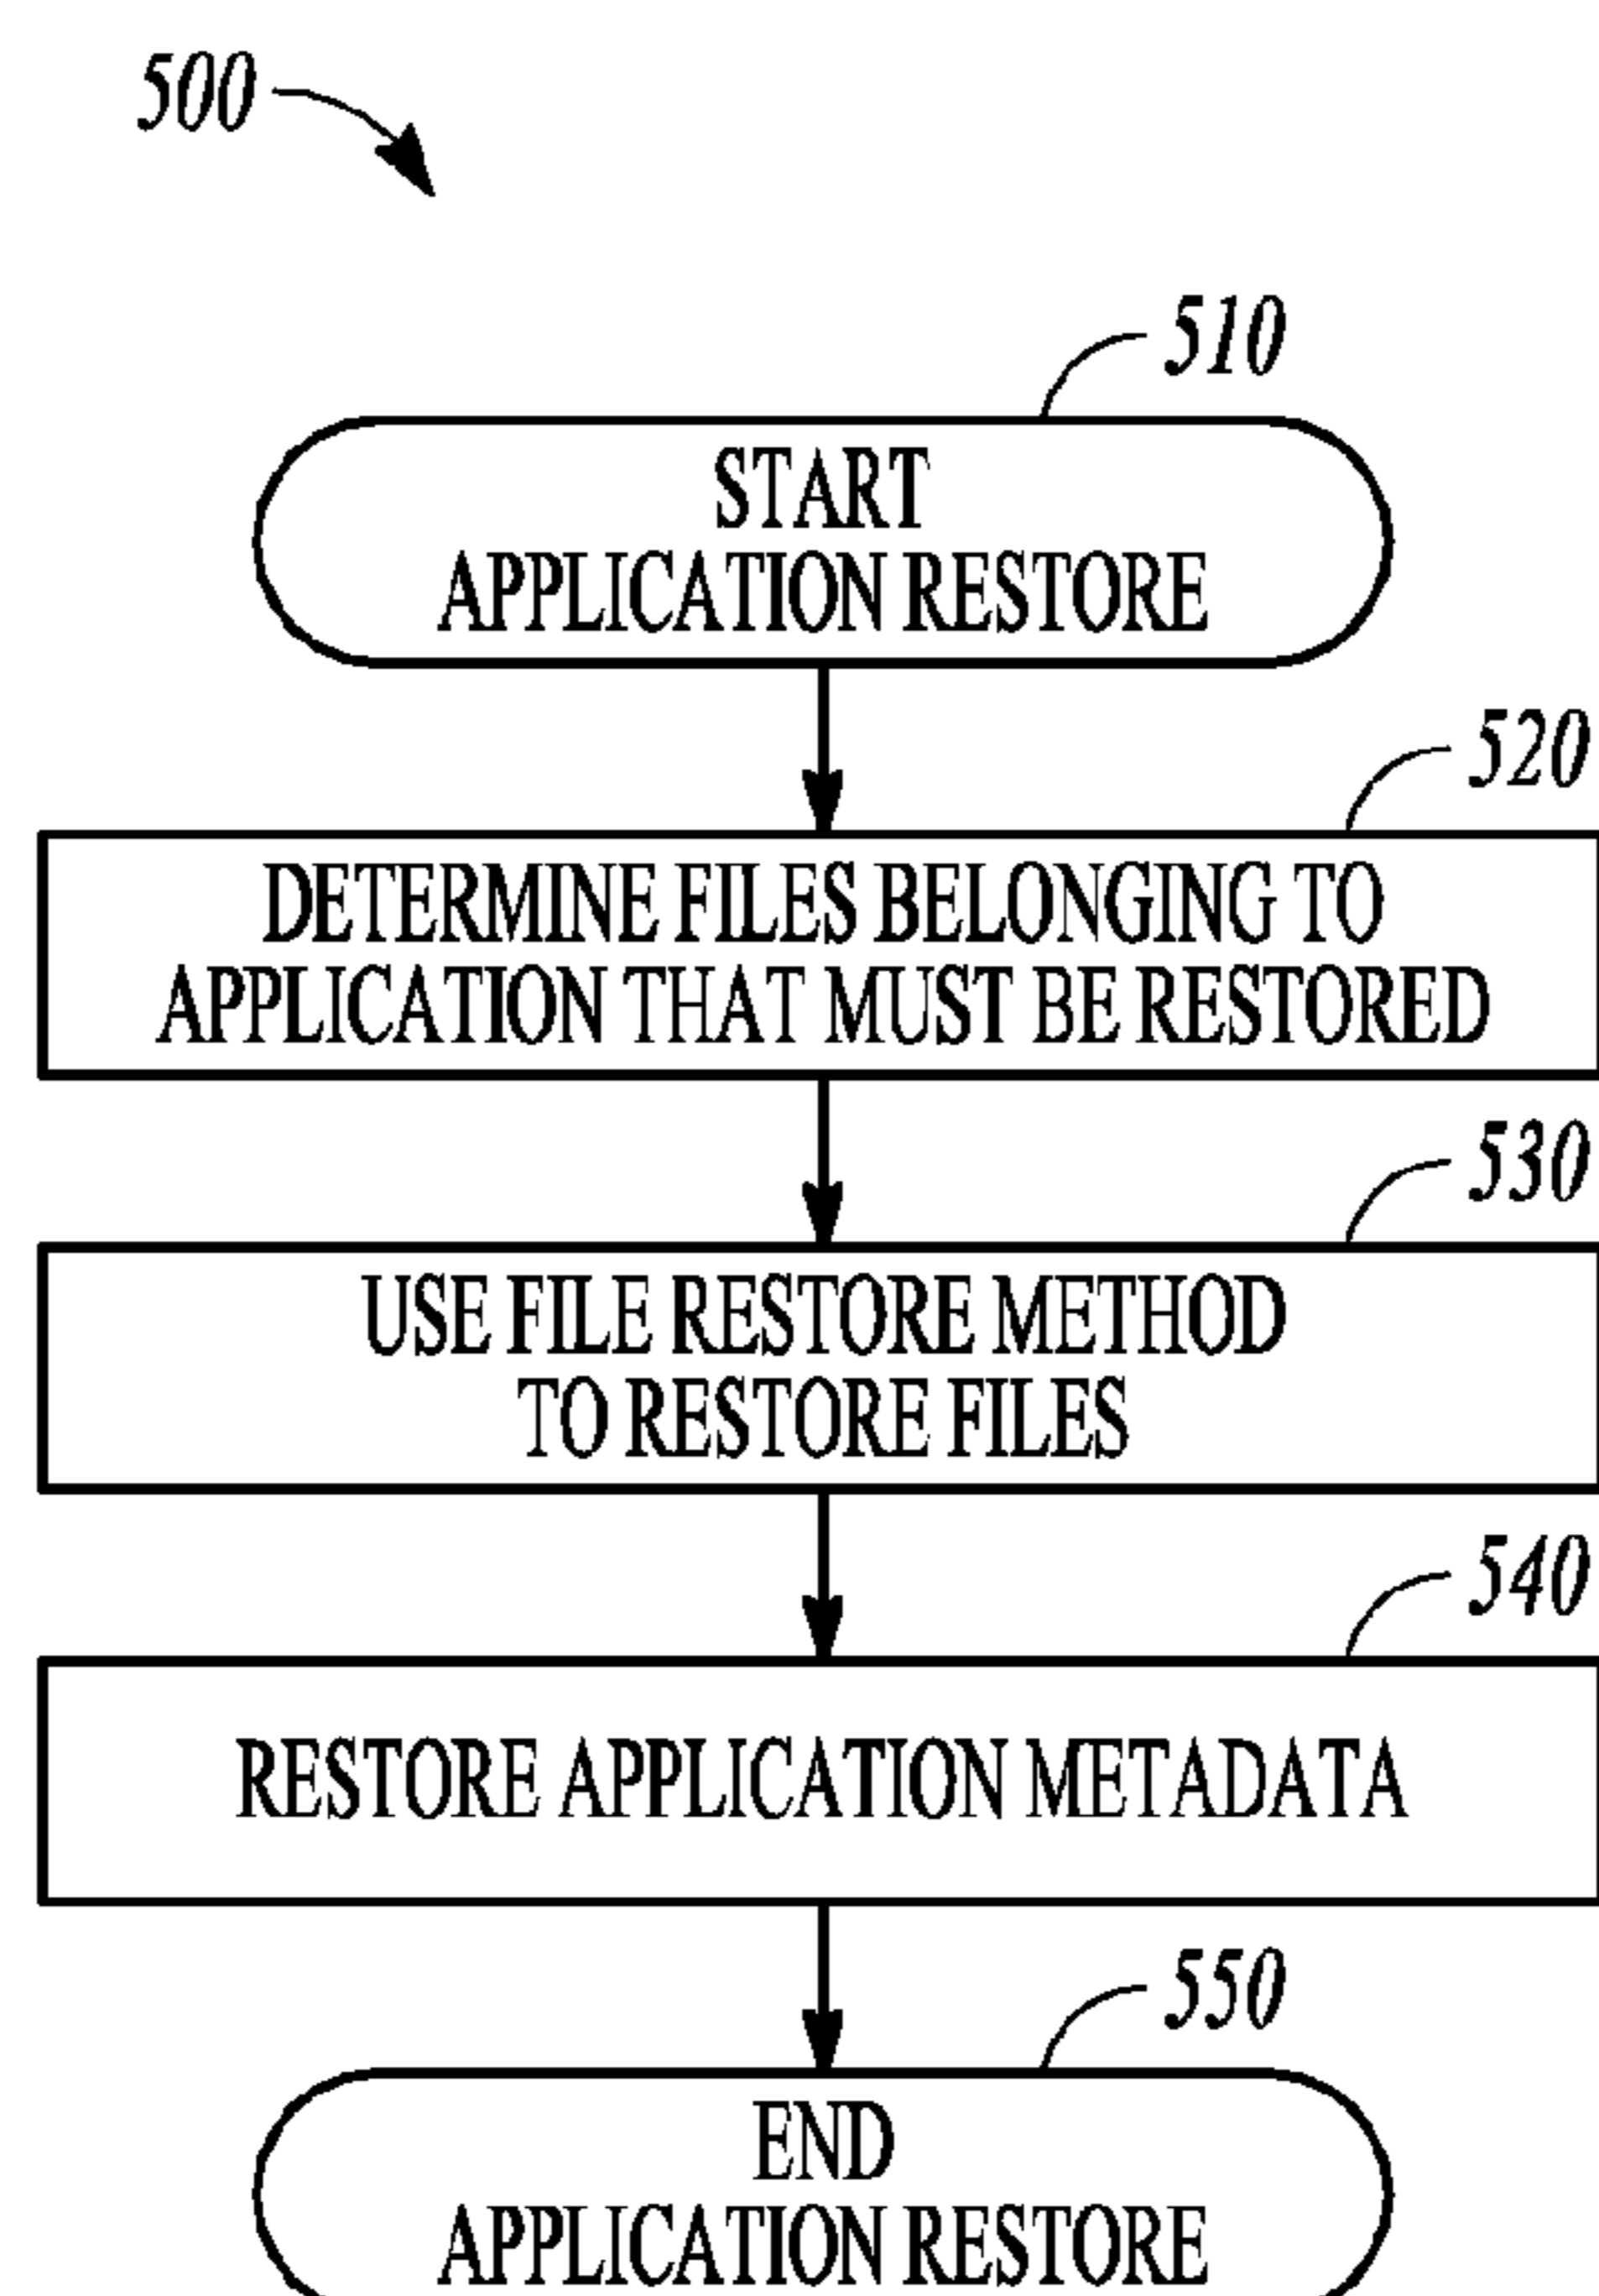 500
510
START
APPLICATION RESTORE
520
DETERMINE FILES BELONGING TO
APPLICATION THAT MUST BE RESTORED
530
USE FILE RESTORE METHOD
TO RESTORE FILES
540
RESTORE APPLICATION METADATA
550
END
APPLICATION RESTORE